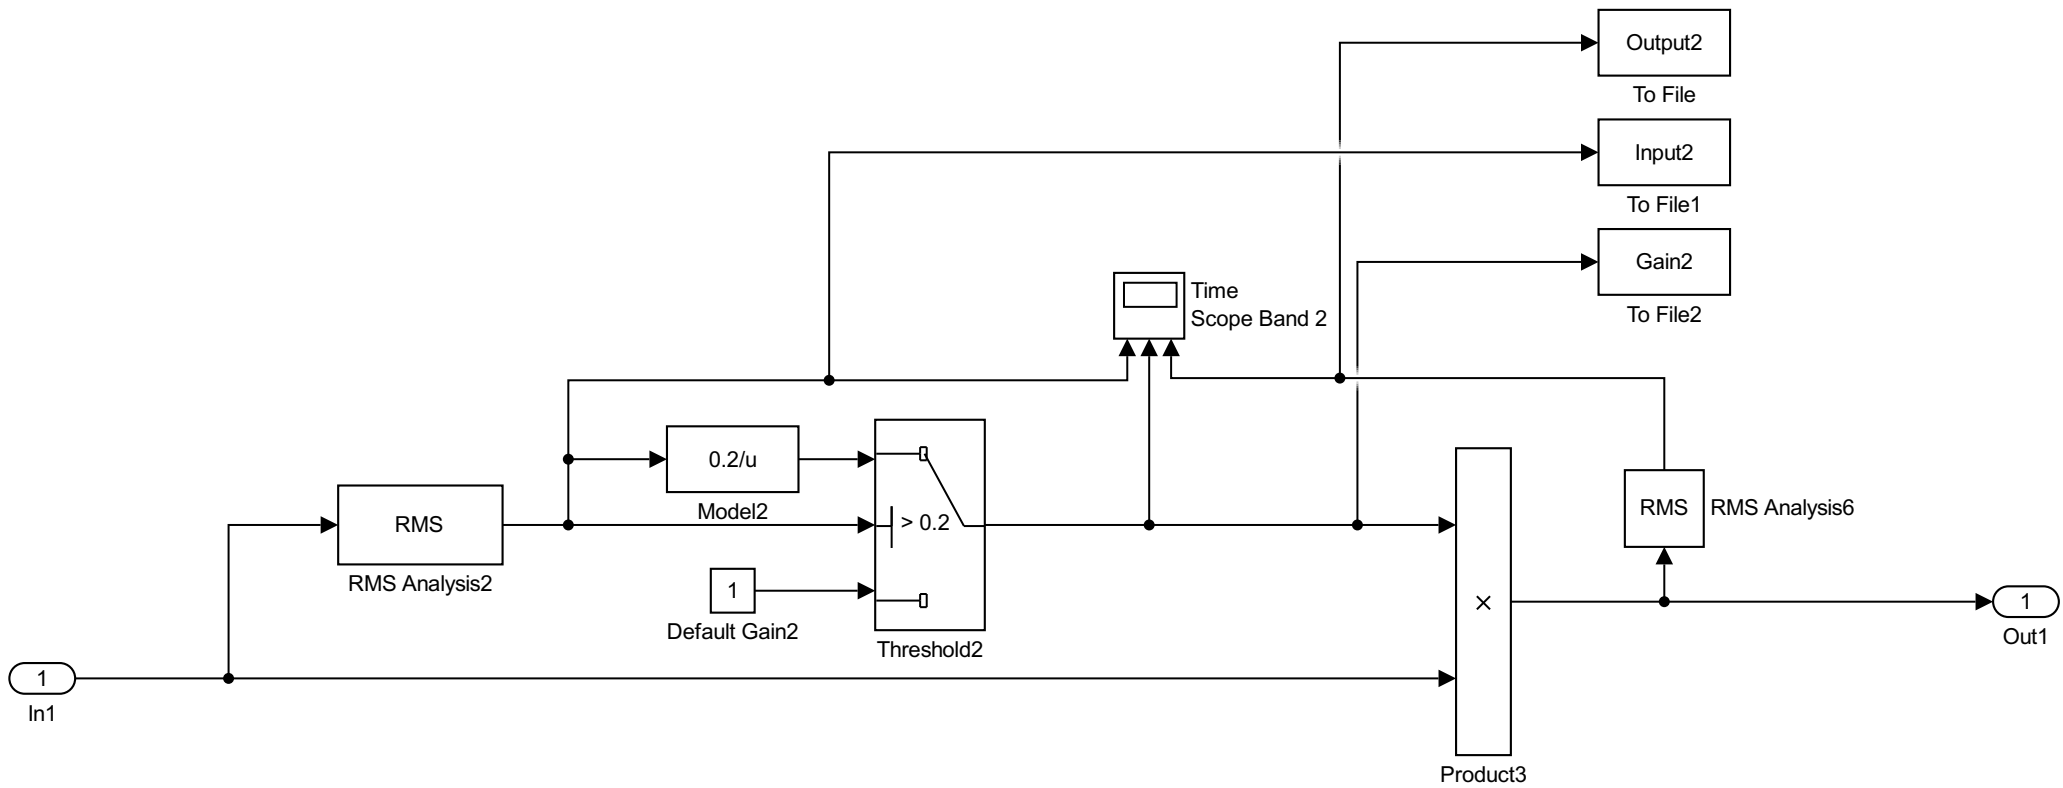 Output2
To File
Input2
To File1
Gain2
To File2
Time
Scope Band 2
0.2/u
Model2
RMS
RMS Analysis2
> 0.2
Threshold2
1
Default Gain2
RMS
RMS Analysis6
×
Product3
1
Out1
1
In1